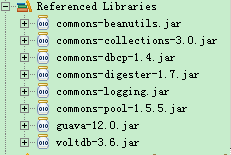 Referenced Libraries
commons-beanutils.jar
commons-collections-3.0.jar
commons-dbcp-1.4.jar
commons-digester-1.7.jar
commons-logging.jar
commons-pool-1.5.5.jar
guava-12.0.jar
voltdb-3.6.jar